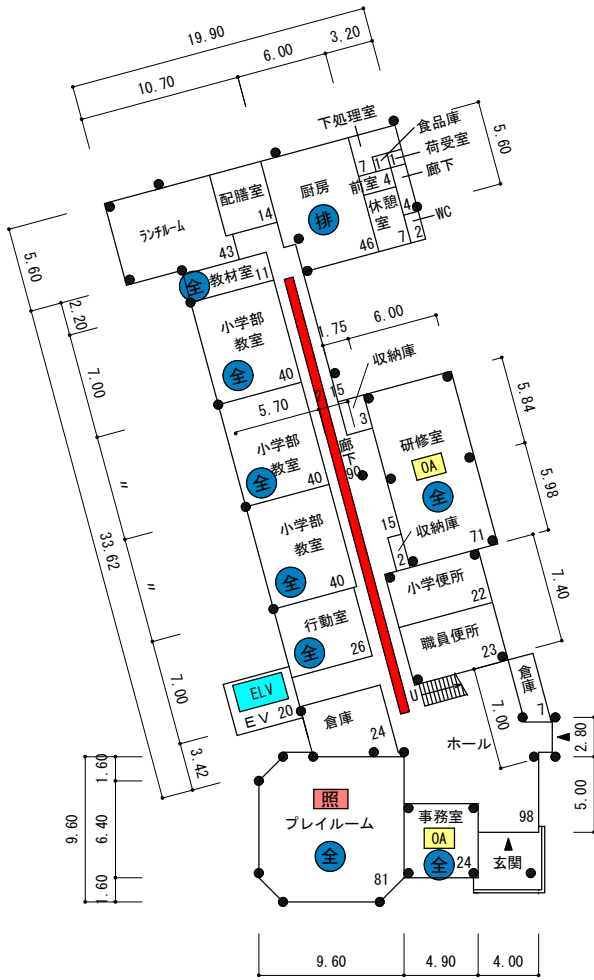 19.90
10.70
6.00
3.20
下処理室
食品庫
荷受室
廊下
5.60
7
1
1
前室
4
配膳室
14
厨房
排
46
休憩
室
7
4
2
WC
ランチルーム
43
全
教材室
11
5.60
2.20
7.00
〃
〃
7.00
3.42
33.62
小学部
教室
全
40
1.75
6.00
収納庫
2
15
3
5.70
小学部
教室
全
40
廊下
90
研修室
OA
全
71
5.84
5.98
小学部
教室
全
40
15
収納庫
2
小学便所
22
7.40
行動室
全
26
職員便所
23
ELV
EV
20
倉庫
24
U
倉庫
7
7.00
ホール
2.80
5.00
98
1.60
6.40
1.60
9.60
照
プレイルーム
全
81
事務室
OA
全
24
玄関
9.60
4.90
4.00